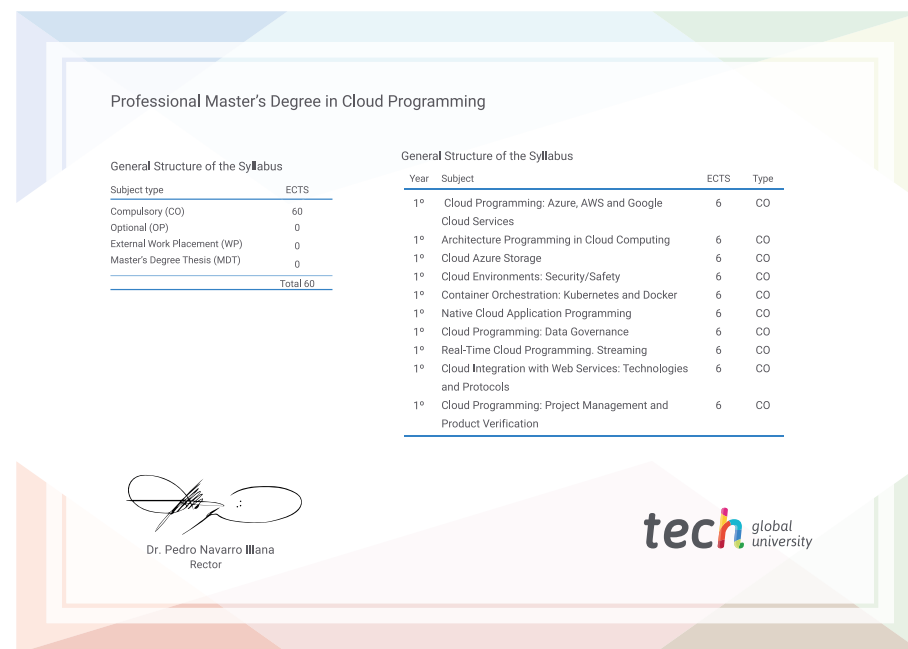 Professional Master's Degree in Cloud Programming
General Structure of the Syllabus
Subject type ECTS
Compulsory (CO) 60
Optional (OP) 0
External Work Placement (WP) 0
Master's Degree Thesis (MDT) 0
Total 60
General Structure of the Syllabus
Year Subject ECTS Type
1º Cloud Programming: Azure, AWS and Google 6 CO
Cloud Services
1º Architecture Programming in Cloud Computing 6 CO
1º Cloud Azure Storage 6 CO
1º Cloud Environments: Security/Safety 6 CO
1º Container Orchestration: Kubernetes and Docker 6 CO
1º Native Cloud Application Programming 6 CO
1º Cloud Programming: Data Governance 6 CO
1º Real-Time Cloud Programming. Streaming 6 CO
1º Cloud Integration with Web Services: Technologies 6 CO
and Protocols
1º Cloud Programming: Project Management and 6 CO
Product Verification
Dr. Pedro Navarro Illana
Rector
tech global
university